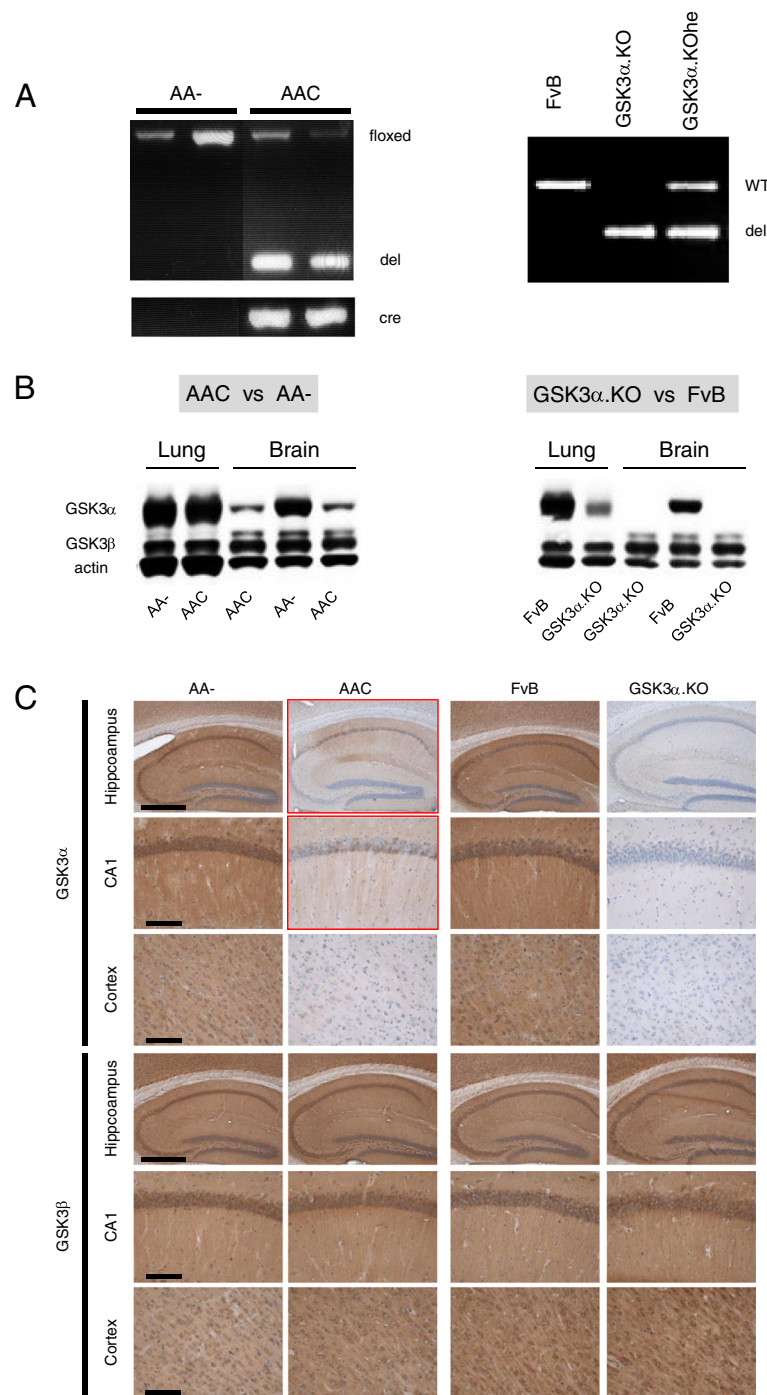 A
AA-
AAC
floxed
del
cre
FvB
GSK3α.KO
GSK3α.KOhe
WT
del
B
AAC vs AA-
GSK3α.KO vs FvB
Lung
Brain
Lung
Brain
GSK3α
GSK3β
actin
AA-
AAC
AAC
AA-
AAC
FvB
GSK3α.KO
GSK3α.KO
FvB
GSK3α.KO
C
AA-
AAC
FvB
GSK3α.KO
GSK3α
Hippcoampus
CA1
Cortex
GSK3β
Hippcoampus
CA1
Cortex